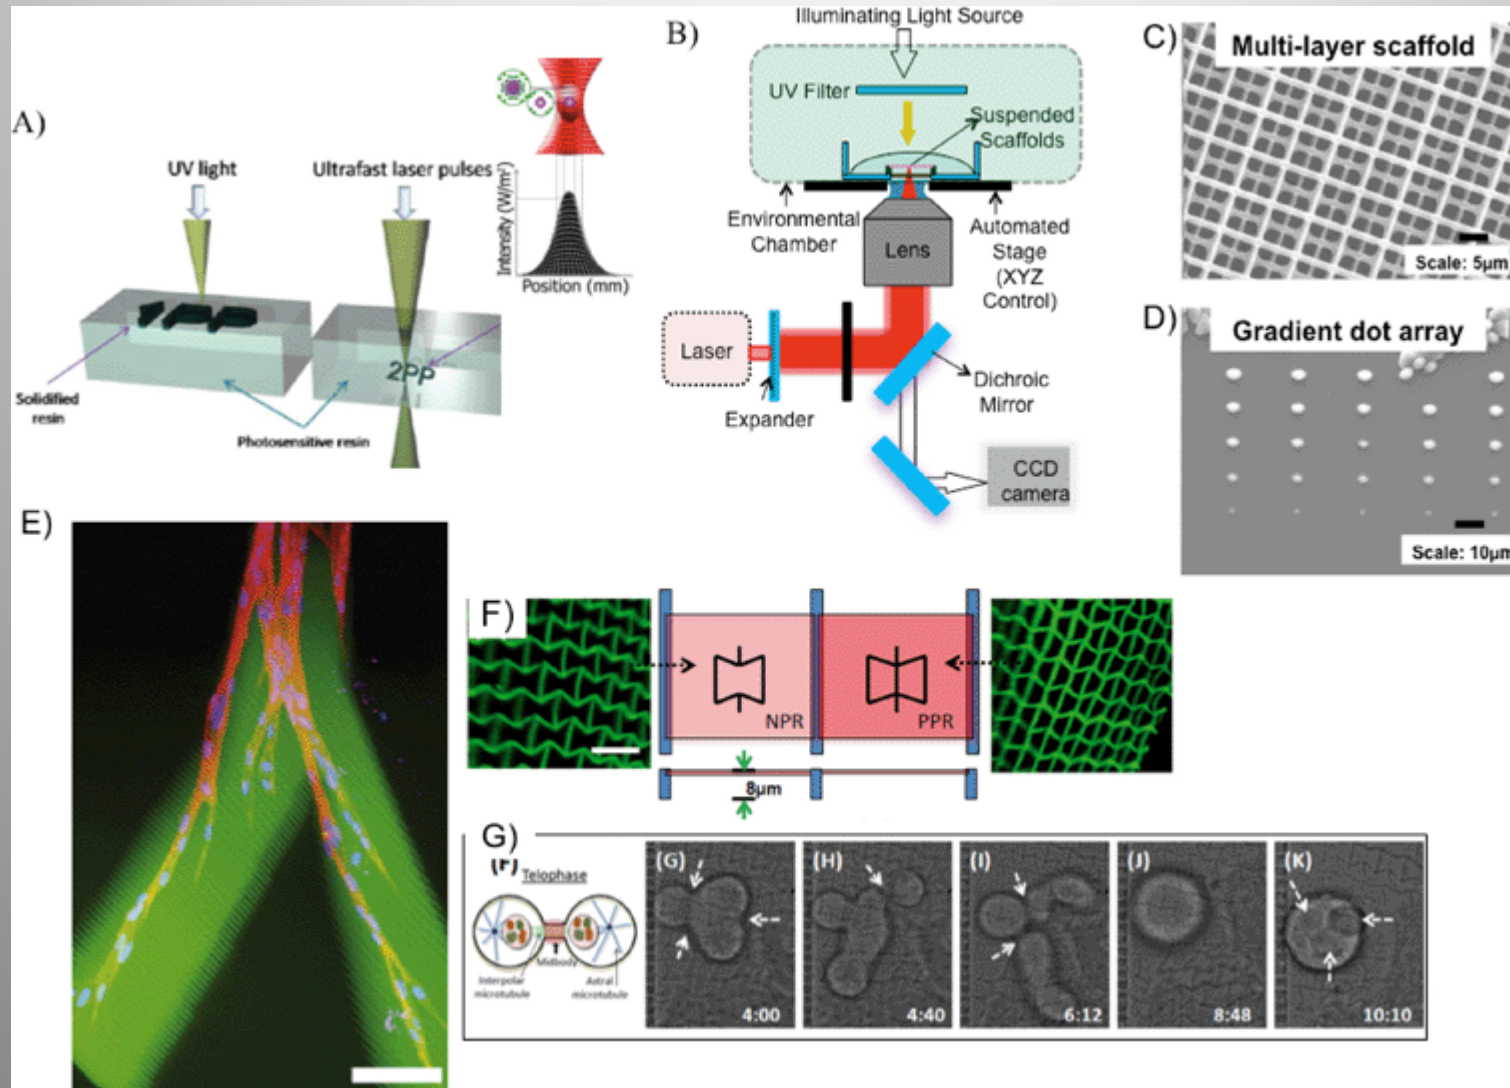 A)
UV light
Ultrafast laser pulses
Intensity (W/m²)
Position (mm)
1PP
2PP
Solidified
resin
Photosensitive resin
B)
Illuminating Light Source
UV Filter
Suspended
Scaffolds
Environmental
Chamber
Automated
Stage
(XYZ
Control)
Lens
Laser
Expander
Dichroic
Mirror
CCD
camera
C)
Multi-layer scaffold
Scale: 5μm
D)
Gradient dot array
Scale: 10μm
E)
F)
NPR
PPR
8μm
G)
(F)
Telophase
Midbody
Interpolar
microtubule
Astral
microtubule
(G)
4:00
(H)
4:40
(I)
6:12
(J)
8:48
(K)
10:10